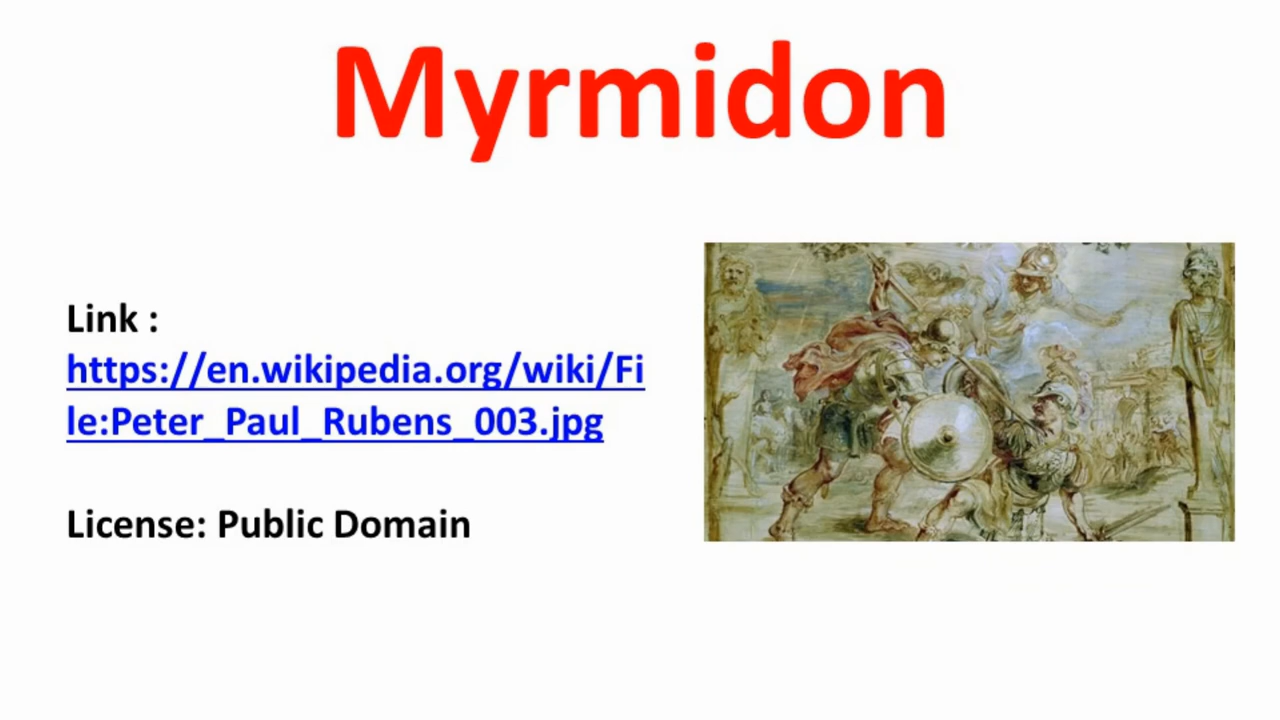 Myrmidon
Link :
https://en.wikipedia.org/wiki/Fi
le:Peter_Paul_Rubens_003.jpg
License: Public Domain